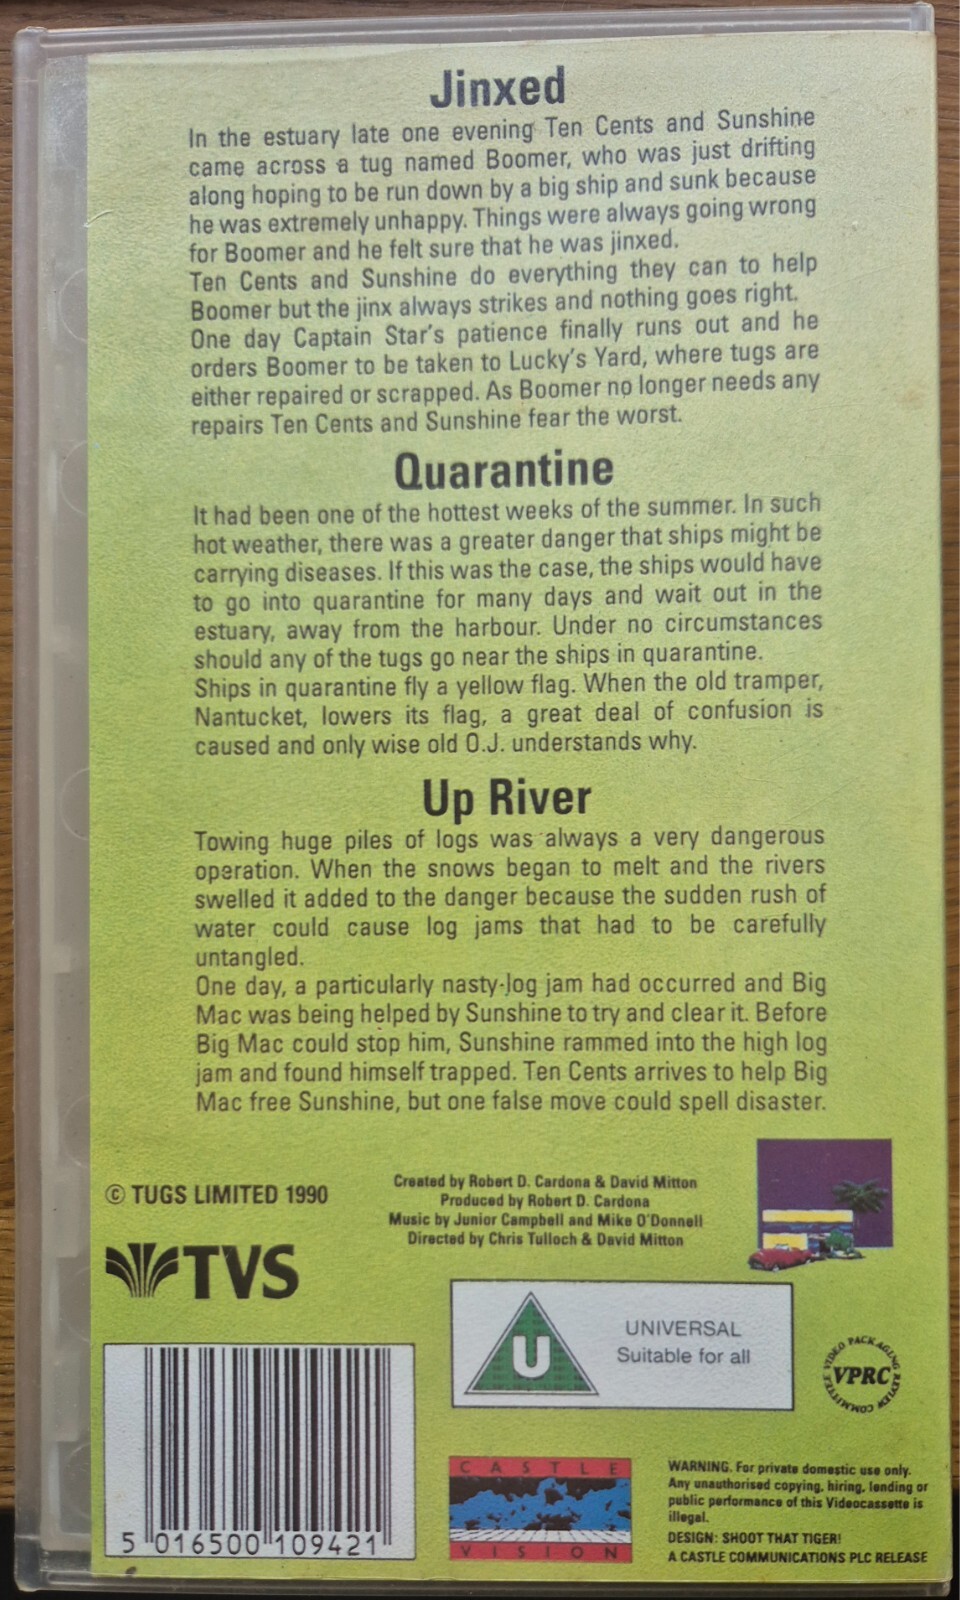 Jinxed
In the estuary late one evening Ten Cents and Sunshine
came across a tug named Boomer, who was just drifting
along hoping to be run down by a big ship and sunk because
he was extremely unhappy. Things were always going wrong
for Boomer and he felt sure that he was jinxed.
Ten Cents and Sunshine do everything they can to help
Boomer but the jinx always strikes and nothing goes right.
One day Captain Star's patience finally runs out and he
orders Boomer to be taken to Lucky's Yard, where tugs are
either repaired or scrapped. As Boomer no longer needs any
repairs Ten Cents and Sunshine fear the worst.
Quarantine
It had been one of the hottest weeks of the summer. In such
hot weather, there was a greater danger that ships might be
carrying diseases. If this was the case, the ships would have
to go into quarantine for many days and wait out in the
estuary, away from the harbour. Under no circumstances
should any of the tugs go near the ships in quarantine.
Ships in quarantine fly a yellow flag. When the old tramper,
Nantucket, lowers its flag, a great deal of confusion is
caused and only wise old O.J. understands why.
Up River
Towing huge piles of logs was always a very dangerous
operation. When the snows began to melt and the rivers
swelled it added to the danger because the sudden rush of
water could cause log jams that had to be carefully
untangled.
One day, a particularly nasty-log jam had occurred and Big
Mac was being helped by Sunshine to try and clear it. Before
Big Mac could stop him, Sunshine rammed into the high log
jam and found himself trapped. Ten Cents arrives to help Big
Mac free Sunshine, but one false move could spell disaster.
© TUGS LIMITED 1990
TVS
Created by Robert D. Cardona & David Mitton
Produced by Robert D. Cardona
Music by Junior Campbell and Mike O'Donnell
Directed by Chris Tulloch & David Mitton
U
UNIVERSAL
Suitable for all
VIDEO PACKAGING REVIEW COMMITTEE
VPRC
5 016500 109421
CASTLE
VISION
WARNING. For private domestic use only.
Any unauthorised copying, hiring, lending or
public performance of this Videocassette is
illegal.
DESIGN: SHOOT THAT TIGER!
A CASTLE COMMUNICATIONS PLC RELEASE